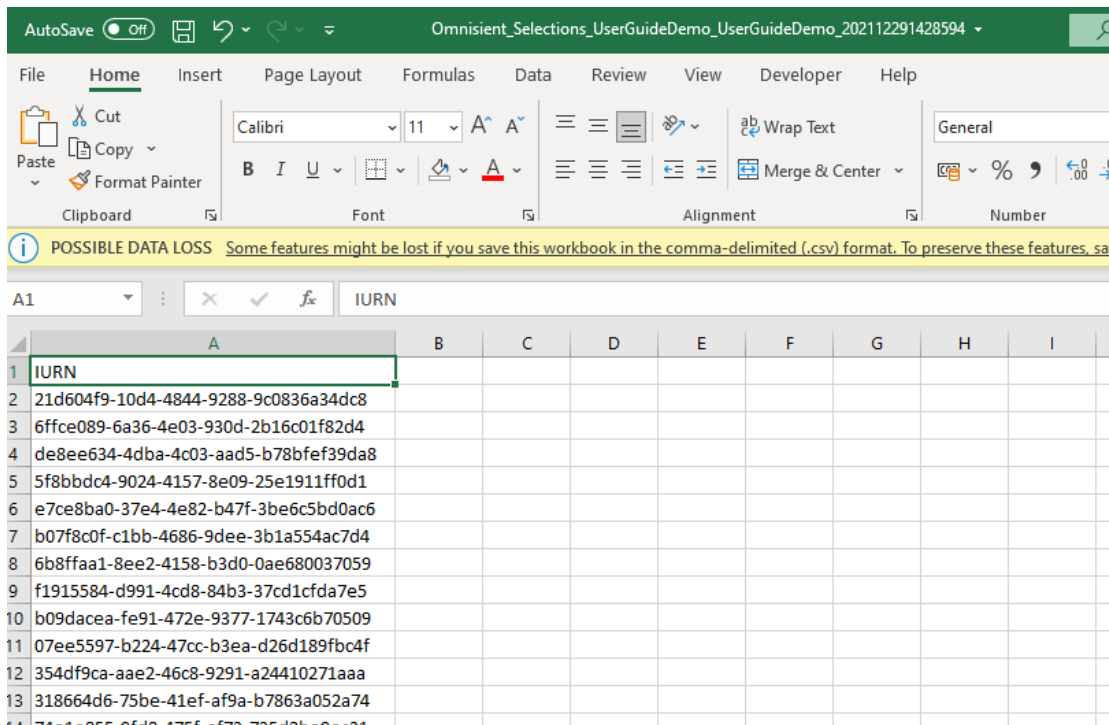 AutoSave Off Omnisient_Selections_UserGuideDemo_UserGuideDemo_202112291428594
File Home Insert Page Layout Formulas Data Review View Developer Help
Cut
Copy
Paste
Format Painter
Calibri 11 A^ A˅
B I U A
ab Wrap Text
Merge & Center
General
% 9 .00
Clipboard Font Alignment Number
POSSIBLE DATA LOSS Some features might be lost if you save this workbook in the comma-delimited (.csv) format. To preserve these features, sa
A1 fx IURN
A B C D E F G H I
1 IURN
2 21d604f9-10d4-4844-9288-9c0836a34dc8
3 6ffce089-6a36-4e03-930d-2b16c01f82d4
4 de8ee634-4dba-4c03-aad5-b78bfef39da8
5 5f8bbdc4-9024-4157-8e09-25e1911ff0d1
6 e7ce8ba0-37e4-4e82-b47f-3be6c5bd0ac6
7 b07f8c0f-c1bb-4686-9dee-3b1a554ac7d4
8 6b8ffaa1-8ee2-4158-b3d0-0ae680037059
9 f1915584-d991-4cd8-84b3-37cd1cfda7e5
10 b09dacea-fe91-472e-9377-1743c6b70509
11 07ee5597-b224-47cc-b3ea-d26d189fbc4f
12 354df9ca-aae2-46c8-9291-a24410271aaa
13 318664d6-75be-41ef-af9a-b7863a052a74